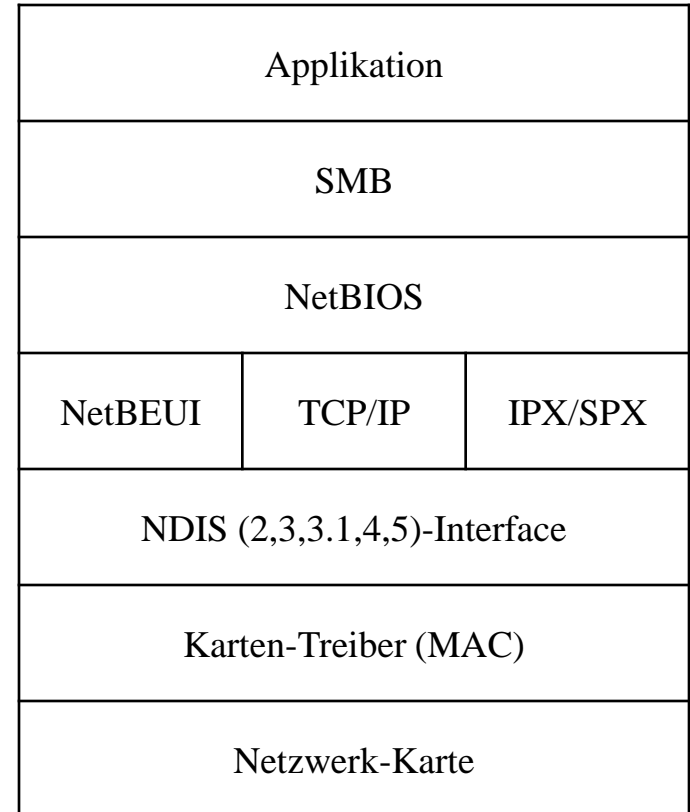 Applikation
SMB
NetBIOS
NetBEUI TCP/IP IPX/SPX
NDIS (2,3,3.1,4,5)-Interface
Karten-Treiber (MAC)
Netzwerk-Karte